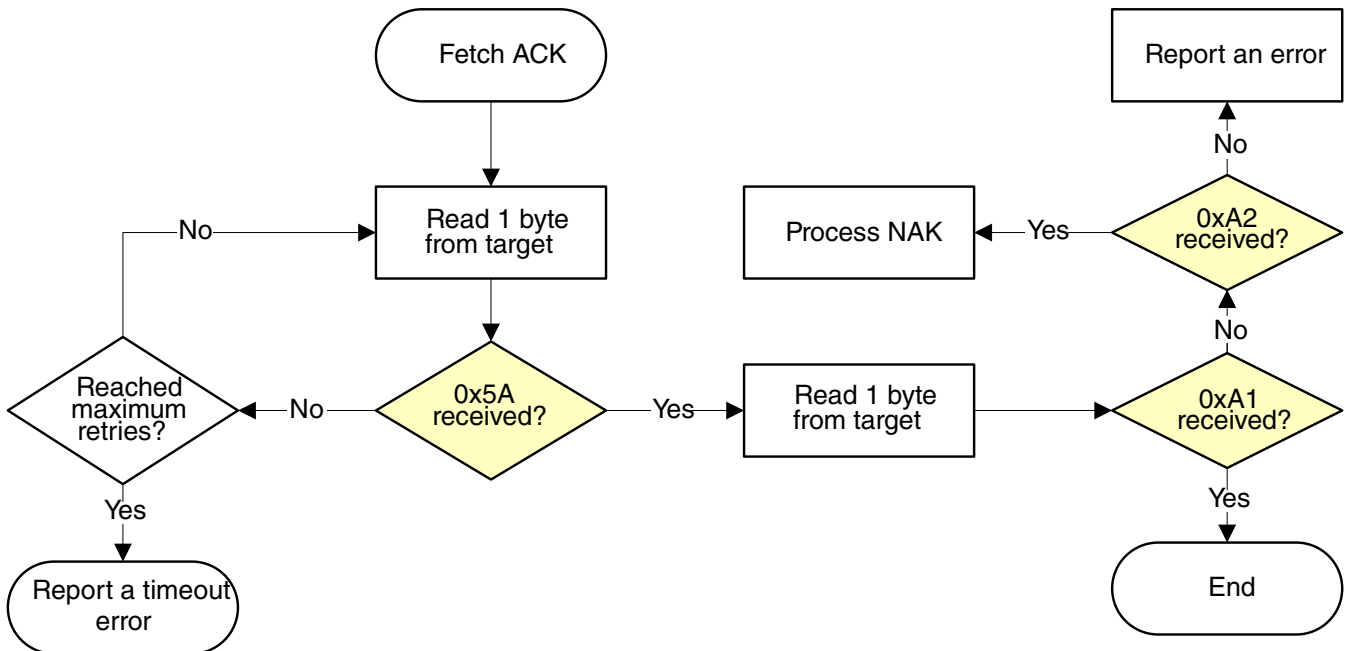 Fetch ACK
Report an error
No
Read 1 byte
from target
No
Process NAK
Yes
0xA2
received?
No
Reached
maximum
retries?
No
0x5A
received?
Yes
Read 1 byte
from target
0xA1
received?
Yes
Yes
Report a timeout
error
End